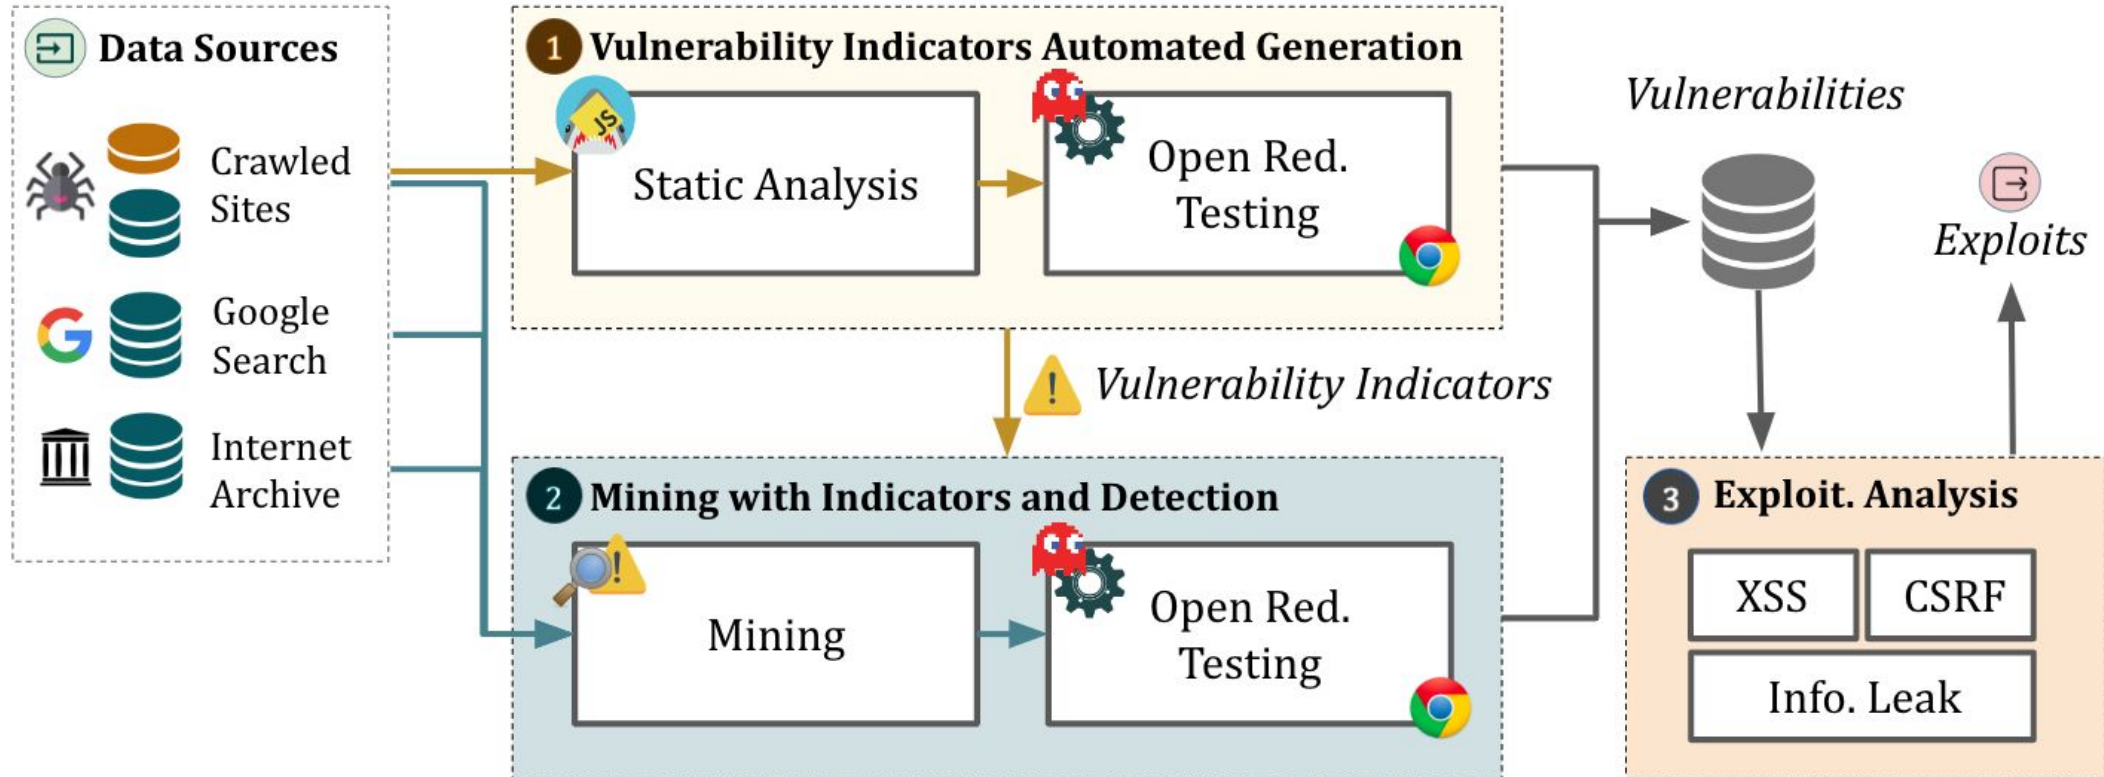 Data Sources
Crawled
Sites
Google
Search
Internet
Archive
1 Vulnerability Indicators Automated Generation
JS
Static Analysis
Open Red.
Testing
! Vulnerability Indicators
2 Mining with Indicators and Detection
!
Mining
Open Red.
Testing
Vulnerabilities
Exploits
3 Exploit. Analysis
XSS
CSRF
Info. Leak